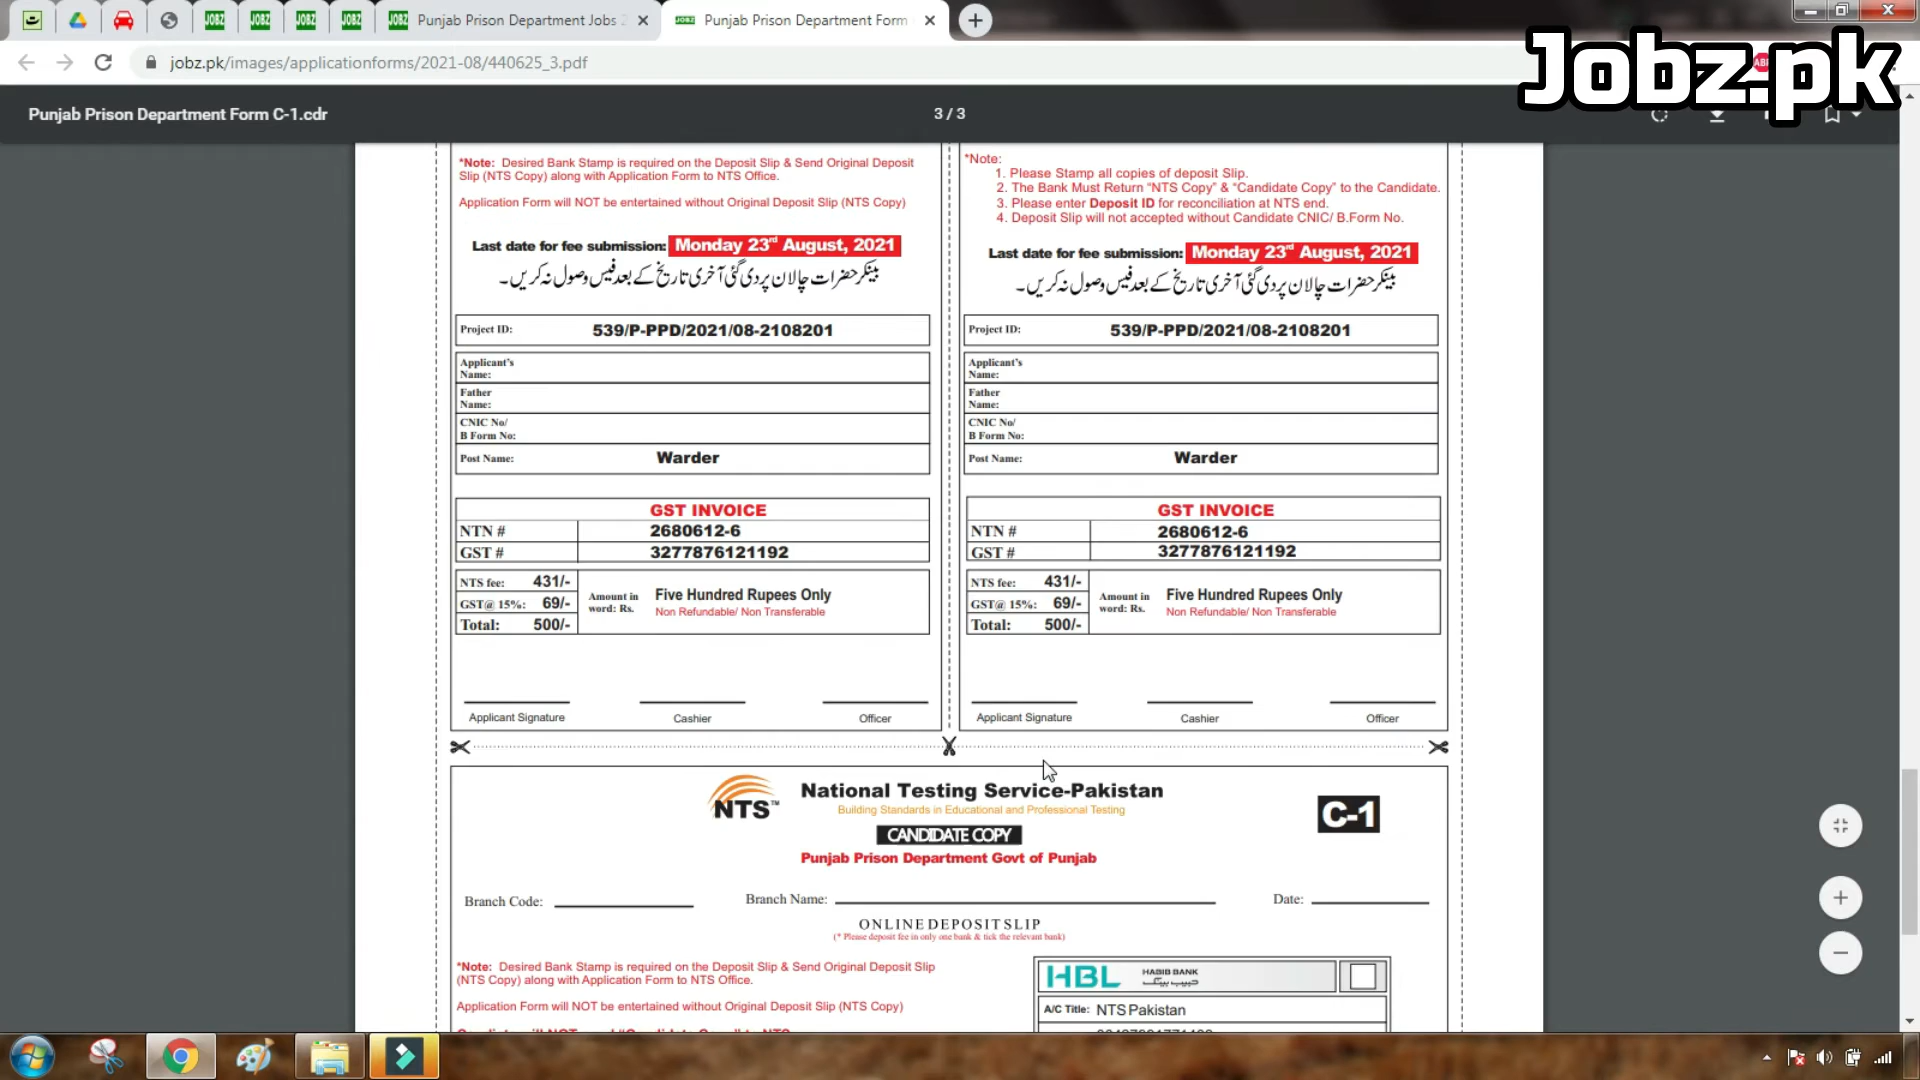 JOBZ
JOBZ
JOBZ
JOBZ
JOBZ Punjab Prison Department Jobs 2
JOBZ Punjab Prison Department Form
jobz.pk/images/applicationforms/2021-08/440625_3.pdf
Jobz.pk
Punjab Prison Department Form C-1.cdr
3 / 3
*Note: Desired Bank Stamp is required on the Deposit Slip & Send Original Deposit
Slip (NTS Copy) along with Application Form to NTS Office.
Application Form will NOT be entertained without Original Deposit Slip (NTS Copy)
Last date for fee submission: Monday 23rd August, 2021
بینکر حضرات چالان پر دی گئی آخری تاریخ کے بعد فیس وصول نہ کریں۔
Project ID: 539/P-PPD/2021/08-2108201
Applicant's
Name:
Father
Name:
CNIC No/
B Form No:
Post Name: Warder
GST INVOICE
NTN # 2680612-6
GST # 3277876121192
NTS fee: 431/-
GST@ 15%: 69/-
Total: 500/-
Amount in
word: Rs.
Five Hundred Rupees Only
Non Refundable/ Non Transferable
Applicant Signature Cashier Officer
*Note:
1. Please Stamp all copies of deposit Slip.
2. The Bank Must Return "NTS Copy" & "Candidate Copy" to the Candidate.
3. Please enter Deposit ID for reconciliation at NTS end.
4. Deposit Slip will not accepted without Candidate CNIC/ B.Form No.
Last date for fee submission: Monday 23rd August, 2021
بینکر حضرات چالان پر دی گئی آخری تاریخ کے بعد فیس وصول نہ کریں۔
Project ID: 539/P-PPD/2021/08-2108201
Applicant's
Name:
Father
Name:
CNIC No/
B Form No:
Post Name: Warder
GST INVOICE
NTN # 2680612-6
GST # 3277876121192
NTS fee: 431/-
GST@ 15%: 69/-
Total: 500/-
Amount in
word: Rs.
Five Hundred Rupees Only
Non Refundable/ Non Transferable
Applicant Signature Cashier Officer
NTS™
National Testing Service-Pakistan
Building Standards in Educational and Professional Testing
CANDIDATE COPY
Punjab Prison Department Govt of Punjab
C-1
Branch Code: Branch Name: Date:
ONLINE DEPOSIT SLIP
(* Please deposit fee in only one bank & tick the relevant bank)
*Note: Desired Bank Stamp is required on the Deposit Slip & Send Original Deposit Slip
(NTS Copy) along with Application Form to NTS Office.
Application Form will NOT be entertained without Original Deposit Slip (NTS Copy)
HBL HABIB BANK
حبیب بینک
A/C Title: NTS Pakistan